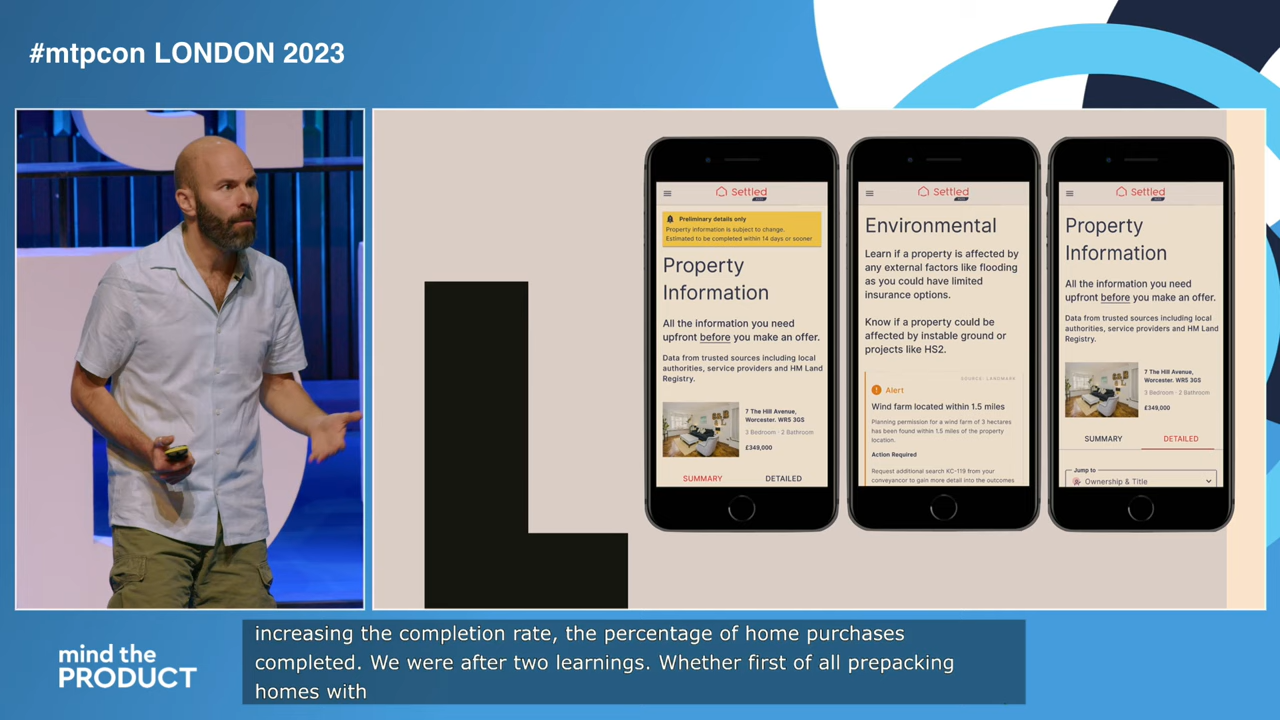 #mtpcon LONDON 2023
Settled
Preliminary details only
Property information is subject to change.
Estimated to be completed within 14 days or sooner
Property
Information
All the information you need
upfront before you make an offer.
Data from trusted sources including local
authorities, service providers and HM Land
Registry.
7 The Hill Avenue,
Worcester. WR5 3GS
3 Bedroom · 2 Bathroom
£349,000
SUMMARY DETAILED
Settled
Environmental
Learn if a property is affected by
any external factors like flooding
as you could have limited
insurance options.
Know if a property could be
affected by instable ground or
projects like HS2.
SOURCE: LANDMARK
Alert
Wind farm located within 1.5 miles
Planning permission for a wind farm of 3 hectares
has been found within 1.5 miles of the property
location.
Action Required
Request additional search KC-119 from your
conveyancor to gain more detail into the outcomes
Settled
Property
Information
All the information you need
upfront before you make an offer.
Data from trusted sources including local
authorities, service providers and HM Land
Registry.
7 The Hill Avenue,
Worcester. WR5 3GS
3 Bedroom · 2 Bathroom
£349,000
SUMMARY DETAILED
Jump to
Ownership & Title
L
mind the
PRODUCT
increasing the completion rate, the percentage of home purchases
completed. We were after two learnings. Whether first of all prepacking
homes with